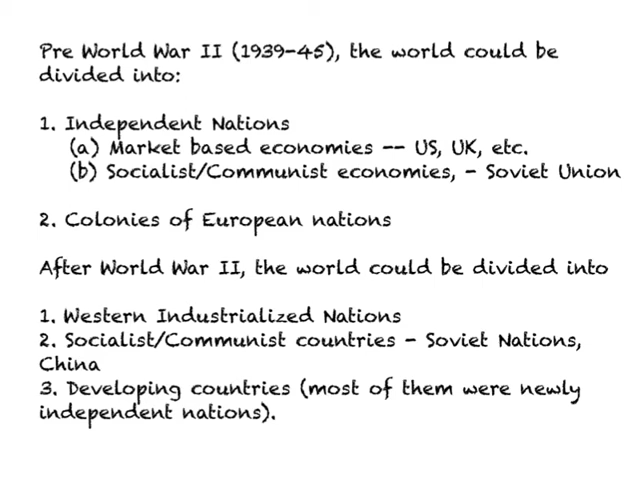 Pre World War II (1939-45), the world could be
divided into:
1. Independent Nations
(a) Market based economies -- US, UK, etc.
(b) Socialist/Communist economies, - Soviet Union
2. Colonies of European nations
After World War II, the world could be divided into
1. Western Industrialized Nations
2. Socialist/Communist countries - Soviet Nations,
China
3. Developing countries (most of them were newly
independent nations).